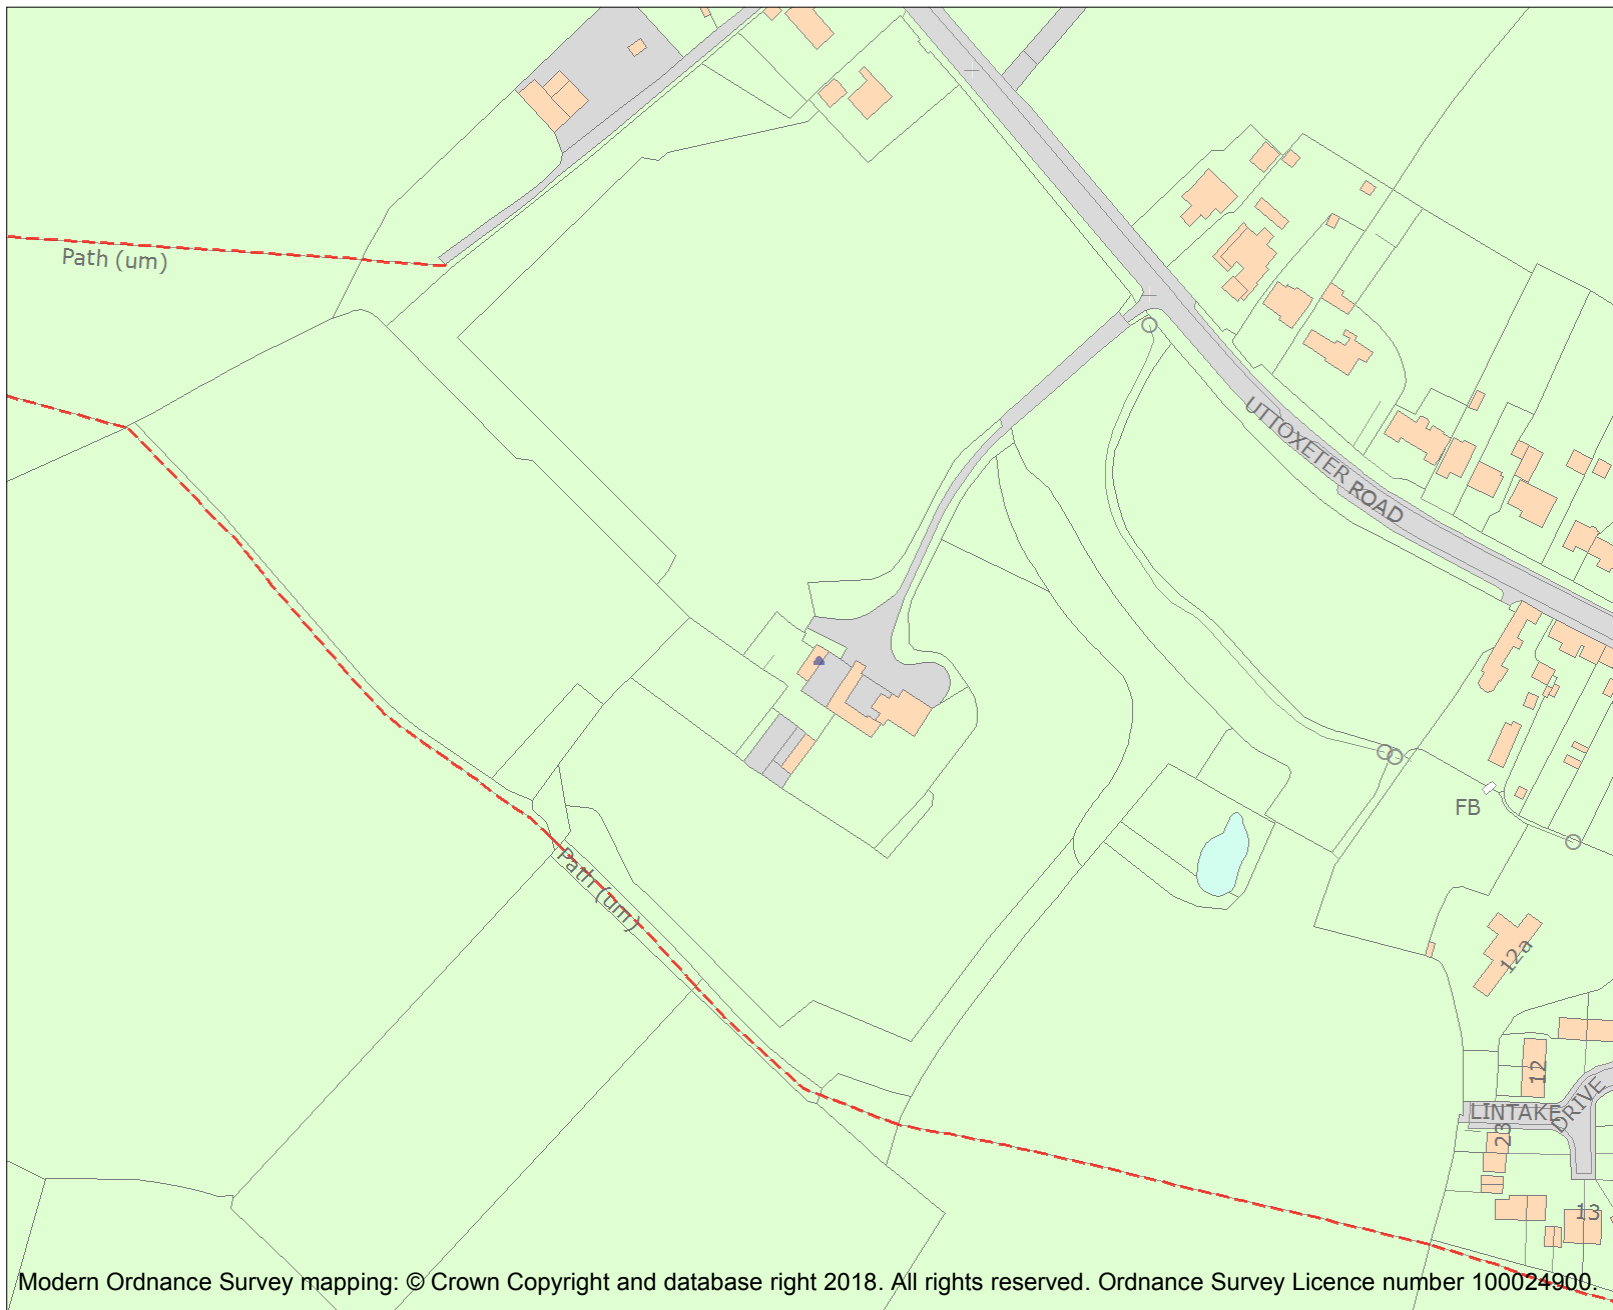 Path (um)
UTTOXETER ROAD
FB
Path (um)
12a
12
LINTAKE DRIVE
23
13
Modern Ordnance Survey mapping: © Crown Copyright and database right 2018. All rights reserved. Ordnance Survey Licence number 100024900.